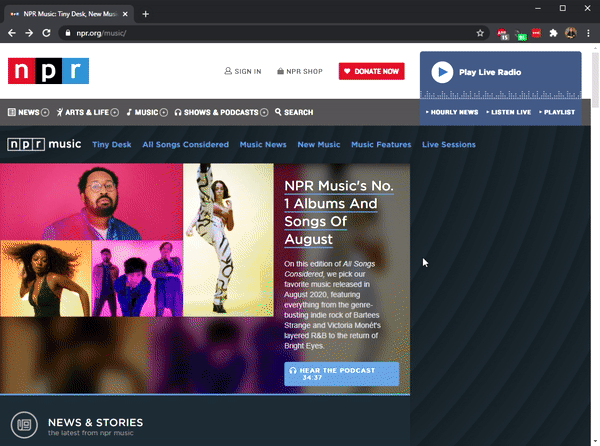 NPR Music: Tiny Desk, New Mus
npr.org/music/
15
n p r
SIGN IN
NPR SHOP
DONATE NOW
Play Live Radio
HOURLY NEWS
LISTEN LIVE
PLAYLIST
NEWS
ARTS & LIFE
MUSIC
SHOWS & PODCASTS
SEARCH
npr music
Tiny Desk
All Songs Considered
Music News
New Music
Music Features
Live Sessions
NPR Music's No.
1 Albums And
Songs Of
August
On this edition of All Songs
Considered, we pick our
favorite music released in
August 2020, featuring
everything from the genre-
busting indie rock of Bartees
Strange and Victoria Monét's
layered R&B to the return of
Bright Eyes.
HEAR THE PODCAST
34:37
NEWS & STORIES
the latest from npr music